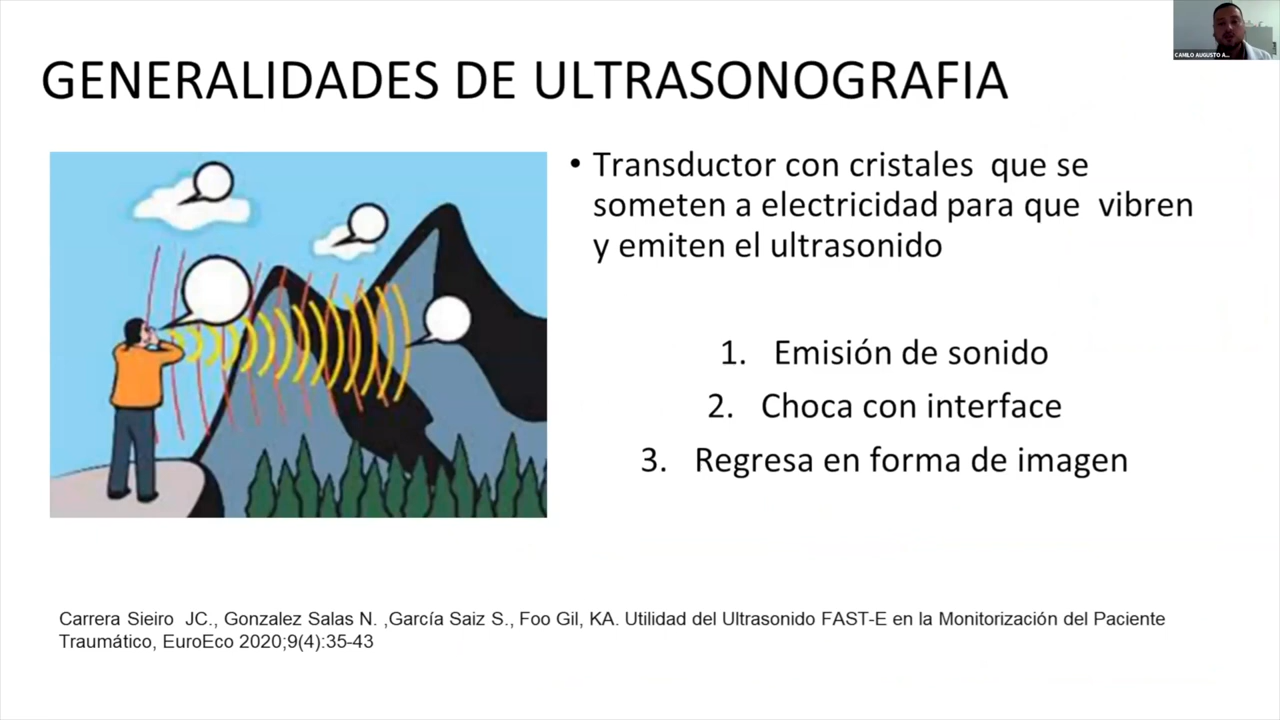 CAMILO AUGUSTO A...
GENERALIDADES DE ULTRASONOGRAFIA
• Transductor con cristales que se
someten a electricidad para que vibren
y emiten el ultrasonido
1. Emisión de sonido
2. Choca con interface
3. Regresa en forma de imagen
Carrera Sieiro JC., Gonzalez Salas N. ,García Saiz S., Foo Gil, KA. Utilidad del Ultrasonido FAST-E en la Monitorización del Paciente
Traumático, EuroEco 2020;9(4):35-43